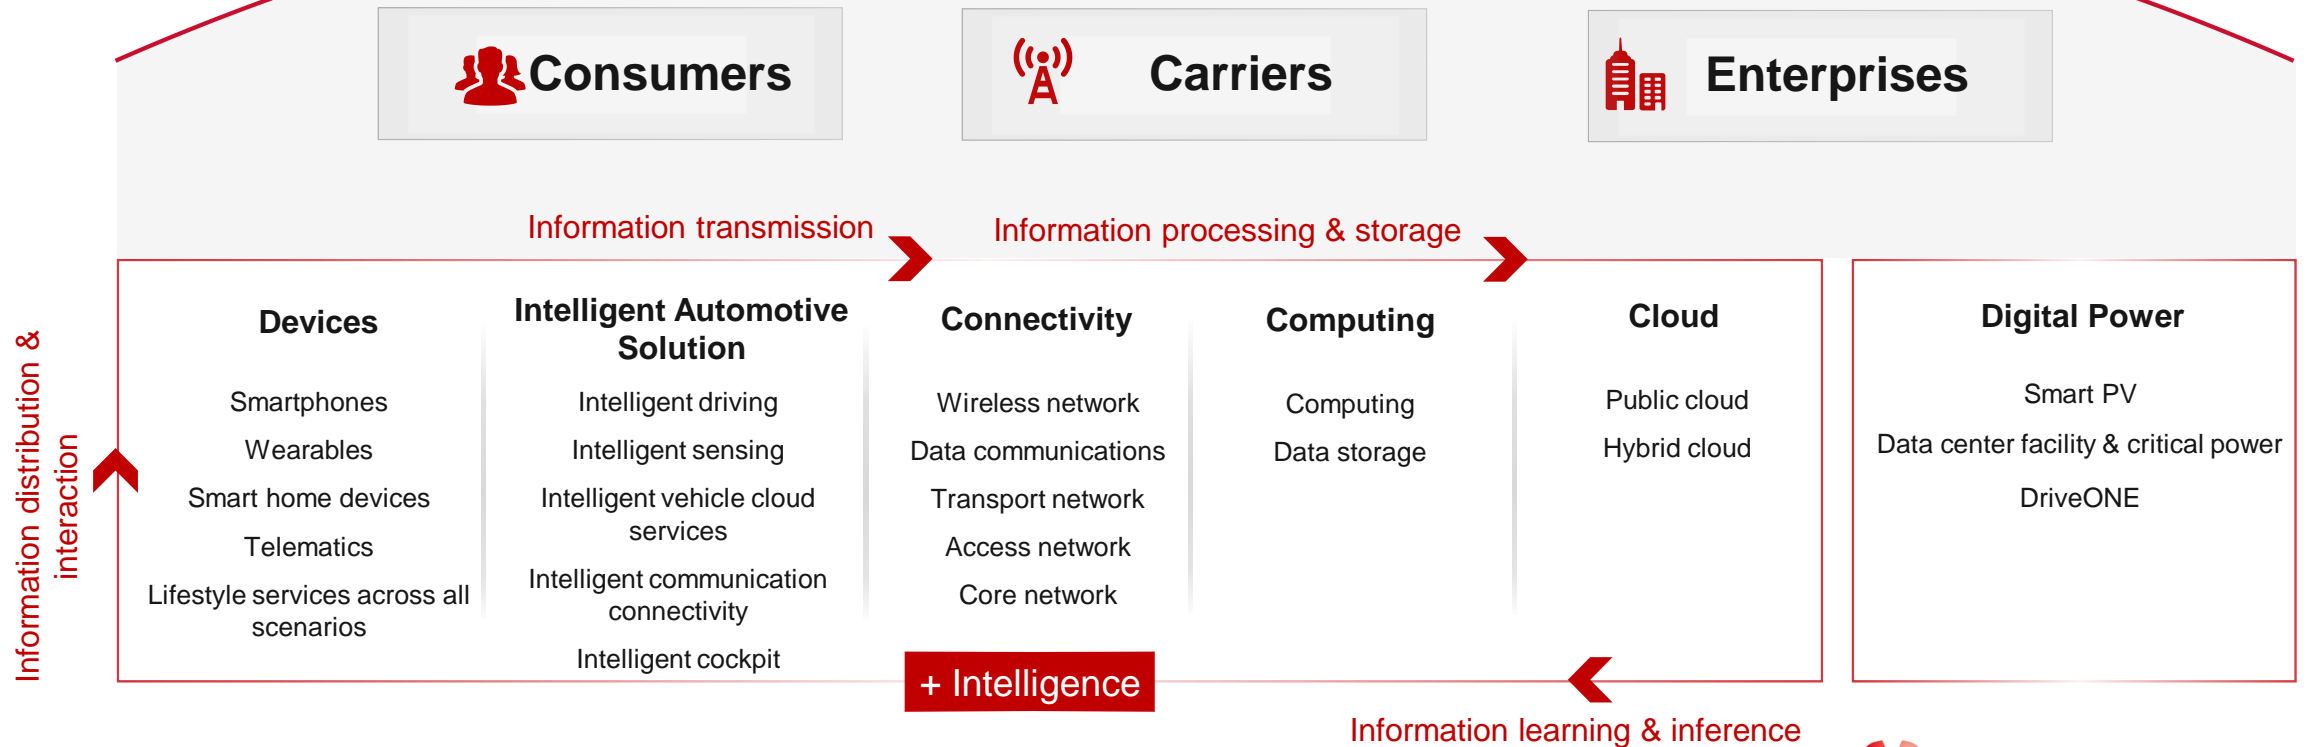 Consumers
Carriers
Enterprises
Information transmission
Information processing & storage
Information distribution &
interaction
Devices
Smartphones
Wearables
Smart home devices
Telematics
Lifestyle services across all
scenarios
Intelligent Automotive
Solution
Intelligent driving
Intelligent sensing
Intelligent vehicle cloud
services
Intelligent communication
connectivity
Intelligent cockpit
Connectivity
Wireless network
Data communications
Transport network
Access network
Core network
Computing
Computing
Data storage
Cloud
Public cloud
Hybrid cloud
Digital Power
Smart PV
Data center facility & critical power
DriveONE
+ Intelligence
Information learning & inference